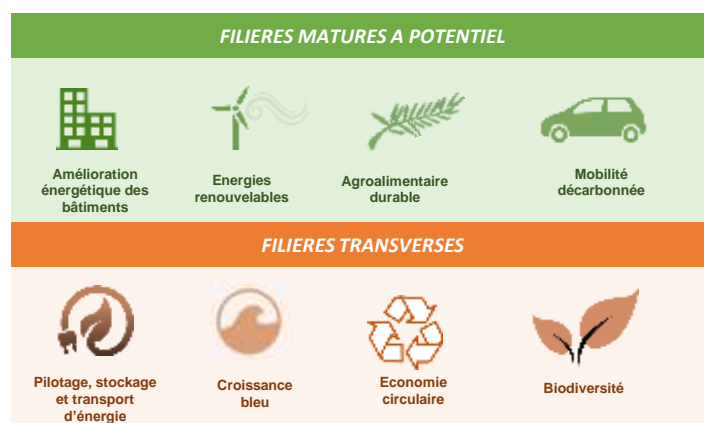 FILIERES MATURES A POTENTIEL
Amélioration
énergétique des
bâtiments
Energies
renouvelables
Agroalimentaire
durable
Mobilité
décarbonnée
FILIERES TRANSVERSES
Pilotage, stockage
et transport
d'énergie
Croissance
bleu
Economie
circulaire
Biodiversité